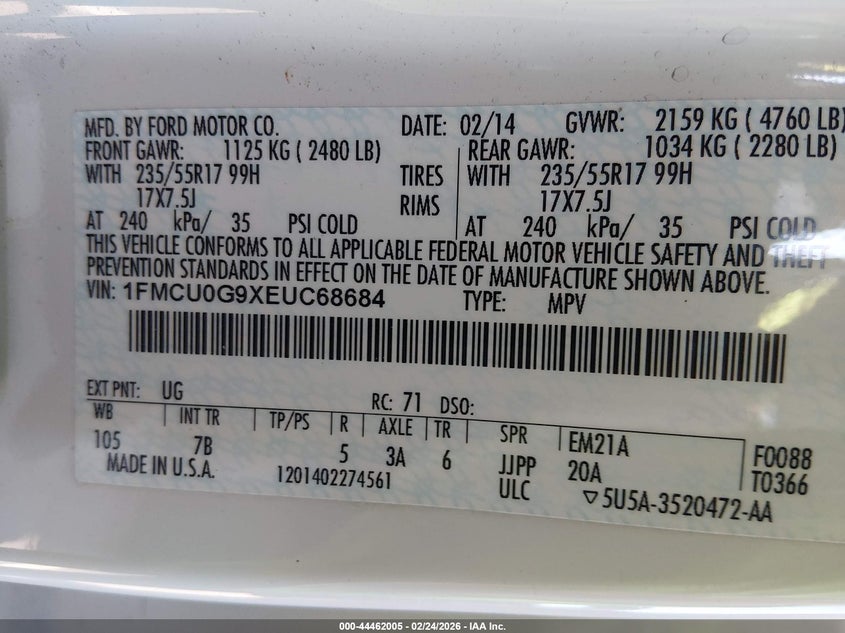 MFD. BY FORD MOTOR CO. DATE: 02/14 GVWR: 2159 KG ( 4760 LB)
FRONT GAWR: 1125 KG ( 2480 LB) REAR GAWR: 1034 KG ( 2280 LB)
WITH 235/55R17 99H TIRES WITH 235/55R17 99H
17X7.5J RIMS 17X7.5J
AT 240 kPa/ 35 PSI COLD AT 240 kPa/ 35 PSI COLD
THIS VEHICLE CONFORMS TO ALL APPLICABLE FEDERAL MOTOR VEHICLE SAFETY AND THEFT
PREVENTION STANDARDS IN EFFECT ON THE DATE OF MANUFACTURE SHOWN ABOVE.
VIN: 1FMCU0G9XEUC68684 TYPE: MPV
EXT PNT: UG RC: 71 DSO:
WB INT TR TP/PS R AXLE TR SPR EM21A F0088
105 7B 5 3A 6 JJPP 20A T0366
MADE IN U.S.A. 1201402274561 ULC ▽5U5A-3520472-AA
000-44462005 - 02/24/2026 - IAA Inc.